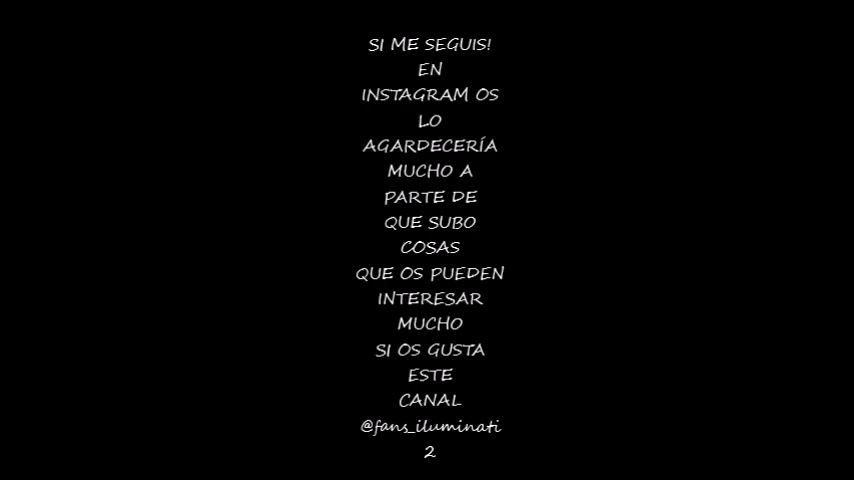 SI ME SEGUIS!
EN
INSTAGRAM OS
LO
AGARDECERÍA
MUCHO A
PARTE DE
QUE SUBO
COSAS
QUE OS PUEDEN
INTERESAR
MUCHO
SI OS GUSTA
ESTE
CANAL
@fans_iluminati
2